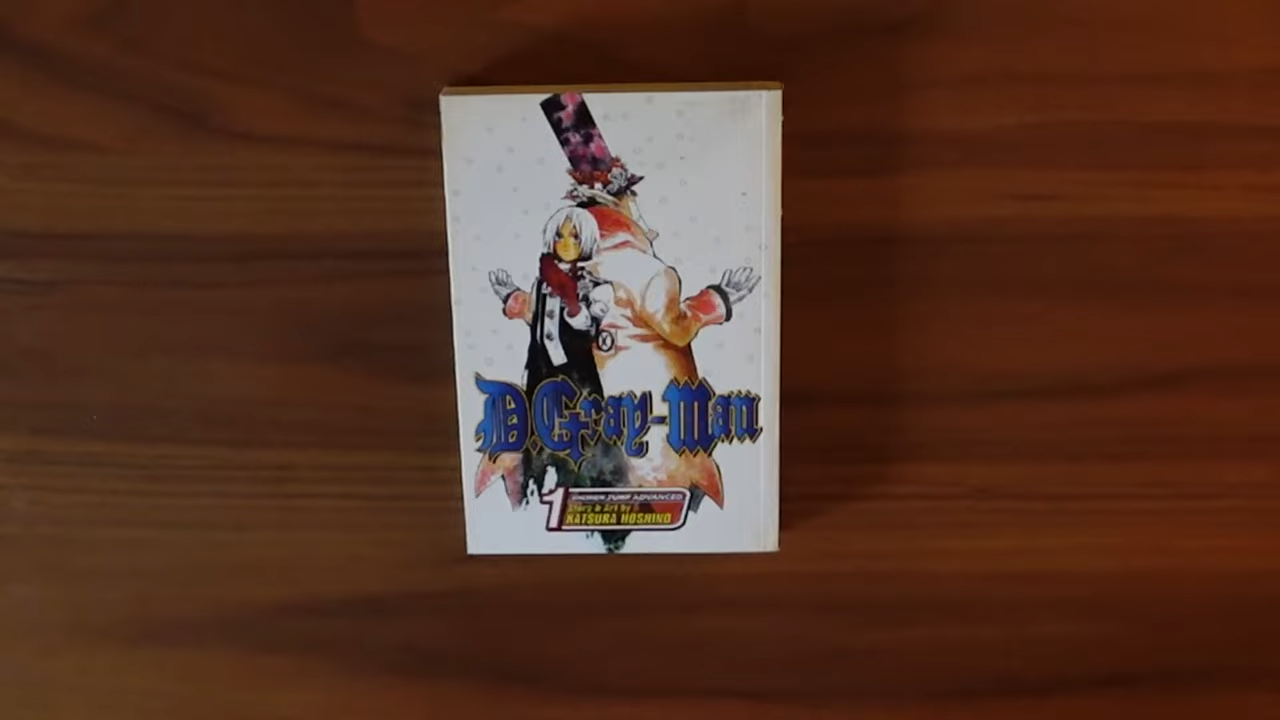 D.Gray-Man
1
SHONEN JUMP ADVANCED
Story & Art by
KATSURA HOSHINO